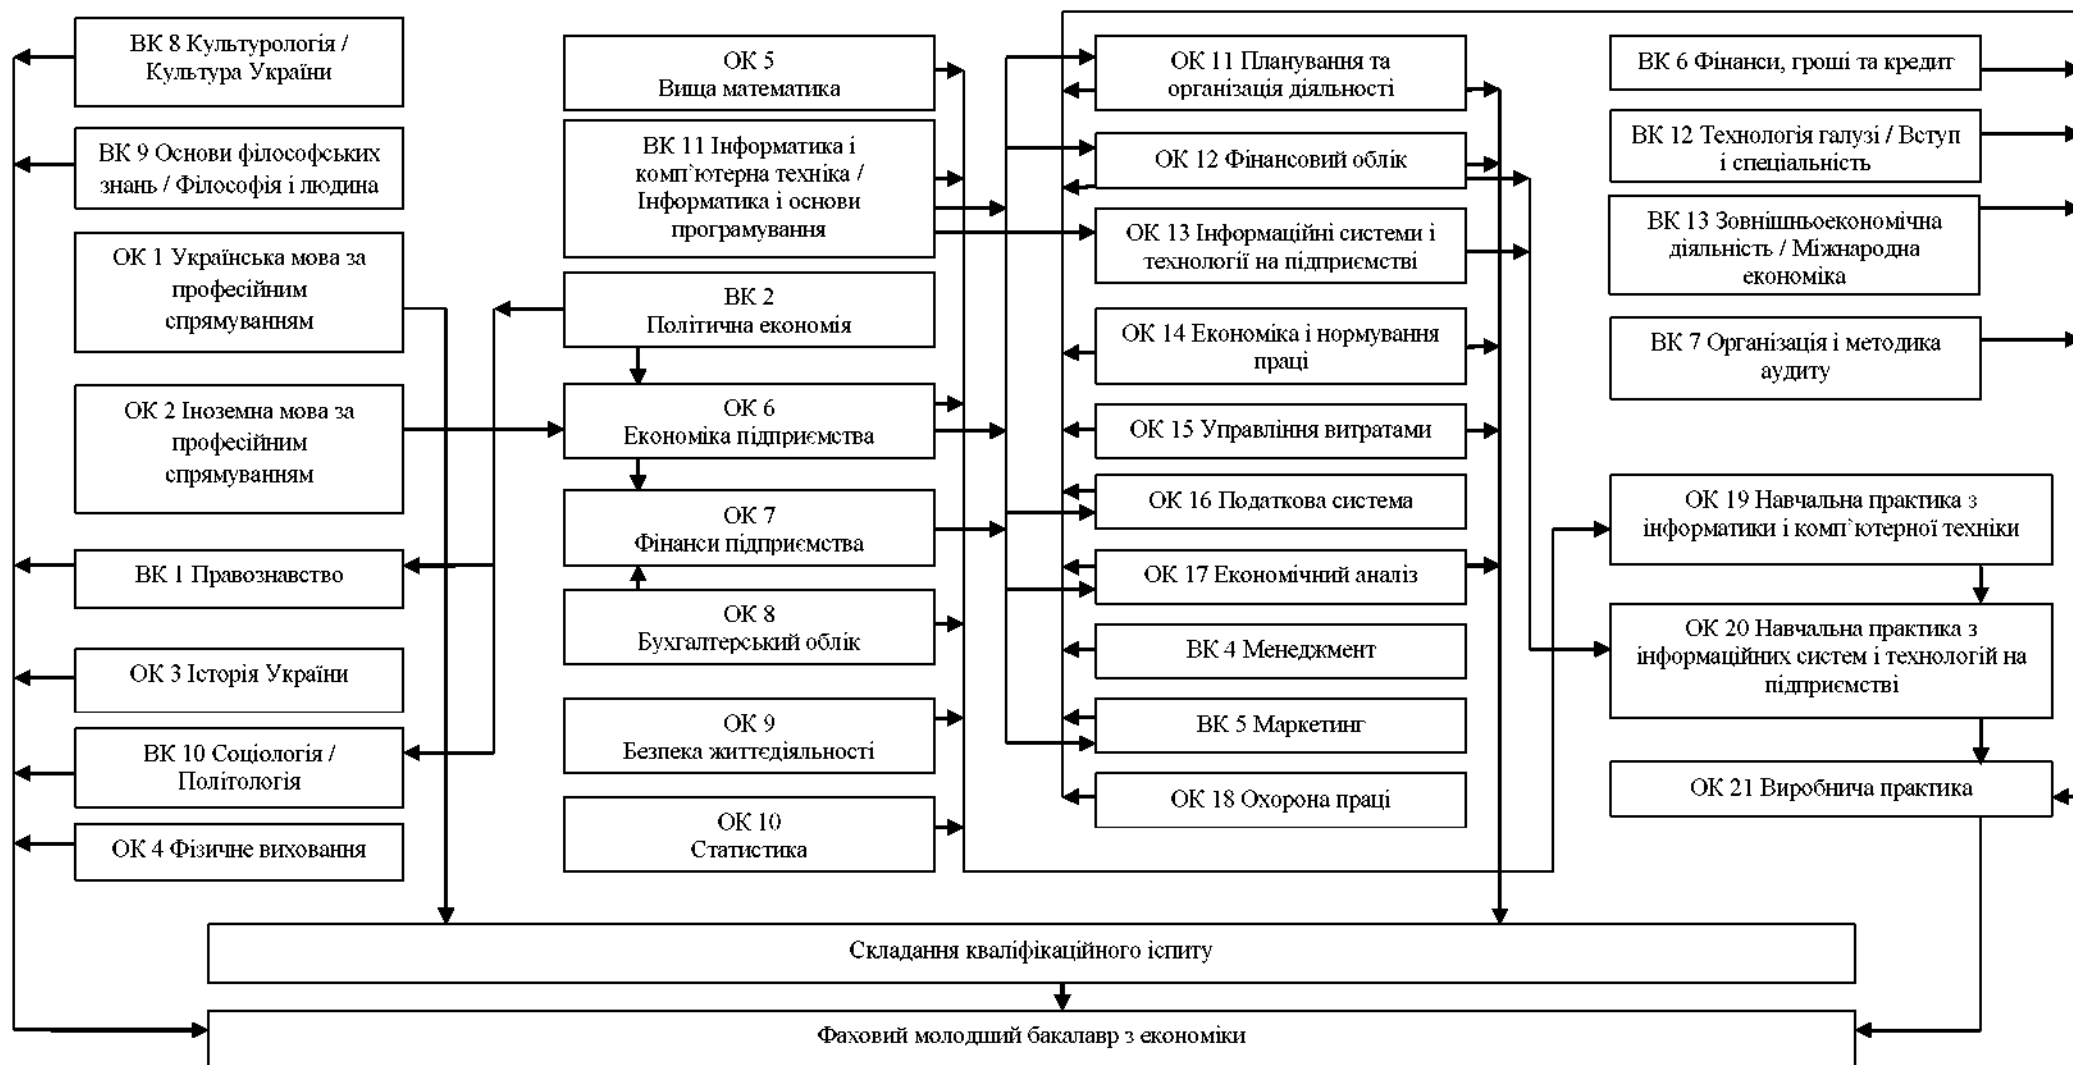 ВК 8 Культурологія /
Культура України
ВК 9 Основи філософських
знань / Філософія і людина
ОК 1 Українська мова за
професійним
спрямуванням
ОК 2 Іноземна мова за
професійним
спрямуванням
ВК 1 Правознавство
ОК 3 Історія України
ВК 10 Соціологія /
Політологія
ОК 4 Фізичне виховання
ОК 5
Вища математика
ВК 11 Інформатика і
комп`ютерна техніка /
Інформатика і основи
програмування
ВК 2
Політична економія
ОК 6
Економіка підприємства
ОК 7
Фінанси підприємства
ОК 8
Бухгалтерський облік
ОК 9
Безпека життєдіяльності
ОК 10
Статистика
ОК 11 Планування та
організація діяльності
ОК 12 Фінансовий облік
ОК 13 Інформаційні системи і
технології на підприємстві
ОК 14 Економіка і нормування
праці
ОК 15 Управління витратами
ОК 16 Податкова система
ОК 17 Економічний аналіз
ВК 4 Менеджмент
ВК 5 Маркетинг
ОК 18 Охорона праці
ВК 6 Фінанси, гроші та кредит
ВК 12 Технологія галузі / Вступ
і спеціальність
ВК 13 Зовнішньоекономічна
діяльність / Міжнародна
економіка
ВК 7 Організація і методика
аудиту
ОК 19 Навчальна практика з
інформатики і комп`ютерної техніки
ОК 20 Навчальна практика з
інформаційних систем і технологій на
підприємстві
ОК 21 Виробнича практика
Складання кваліфікаційного іспиту
Фаховий молодший бакалавр з економіки